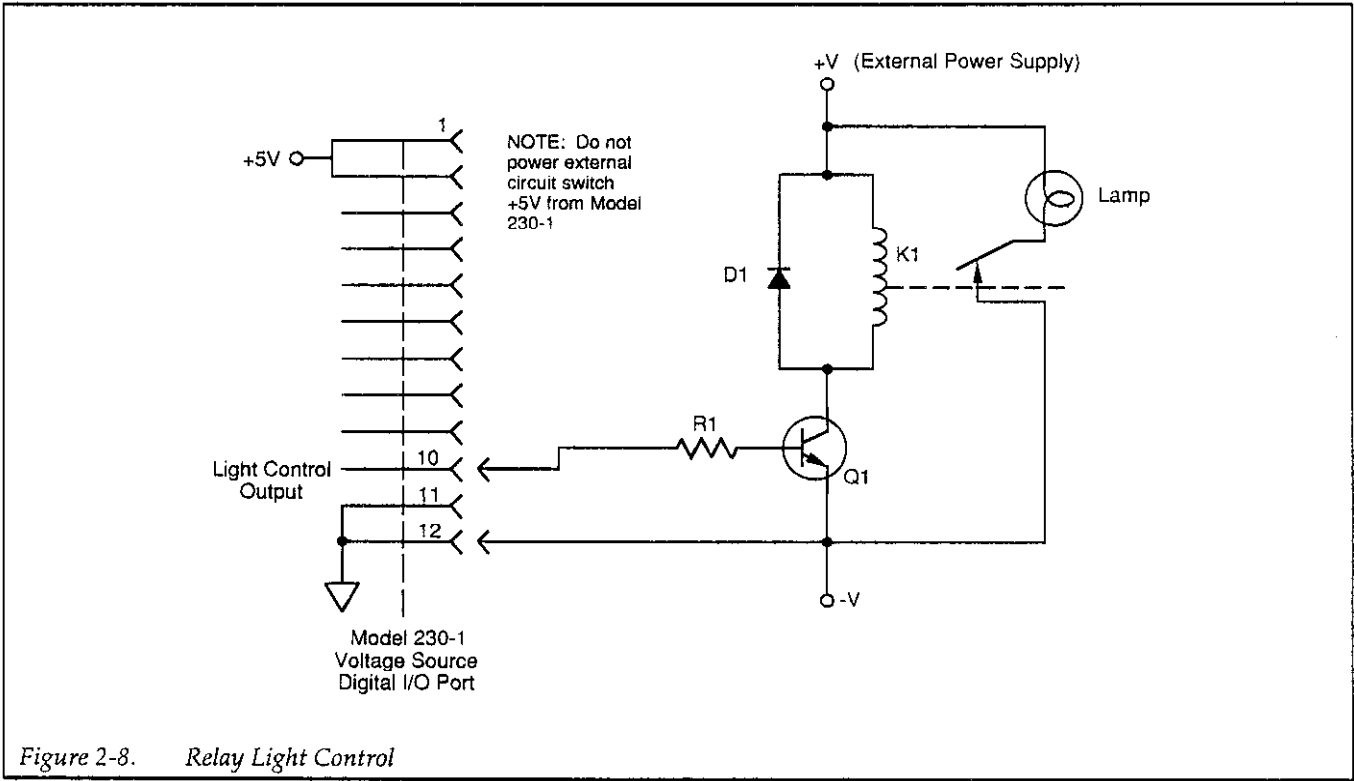 +V (External Power Supply)
1
+5V
NOTE: Do not
power external
circuit switch
+5V from Model
230-1
Lamp
K1
D1
R1
10
Light Control
Output
Q1
11
12
-V
Model 230-1
Voltage Source
Digital I/O Port
Figure 2-8. Relay Light Control